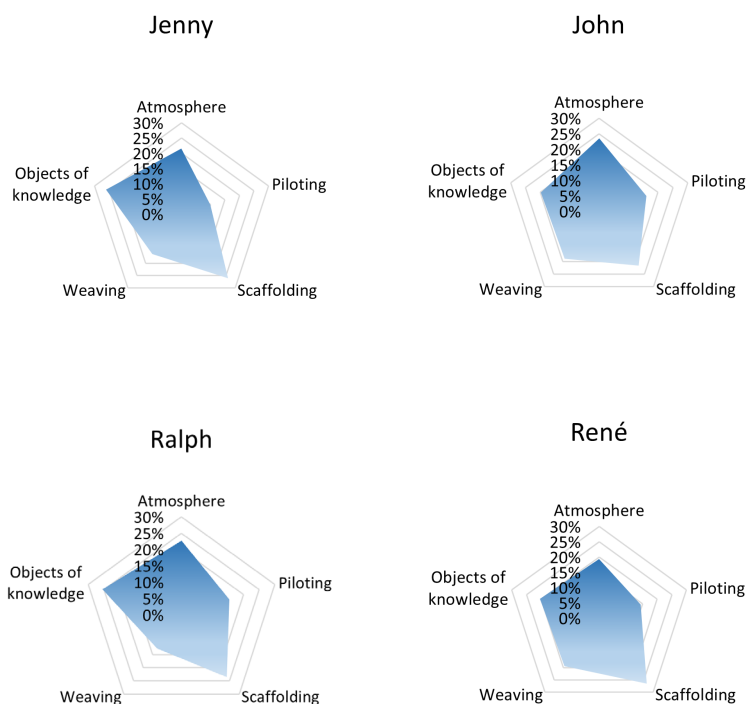 Jenny
Atmosphere
30%
25%
20%
15%
10%
5%
0%
Objects of
knowledge
Piloting
Weaving
Scaffolding
John
Atmosphere
30%
25%
20%
15%
10%
5%
0%
Objects of
knowledge
Piloting
Weaving
Scaffolding
Ralph
Atmosphere
30%
25%
20%
15%
10%
5%
0%
Objects of
knowledge
Piloting
Weaving
Scaffolding
René
Atmosphere
30%
25%
20%
15%
10%
5%
0%
Objects of
knowledge
Piloting
Weaving
Scaffolding